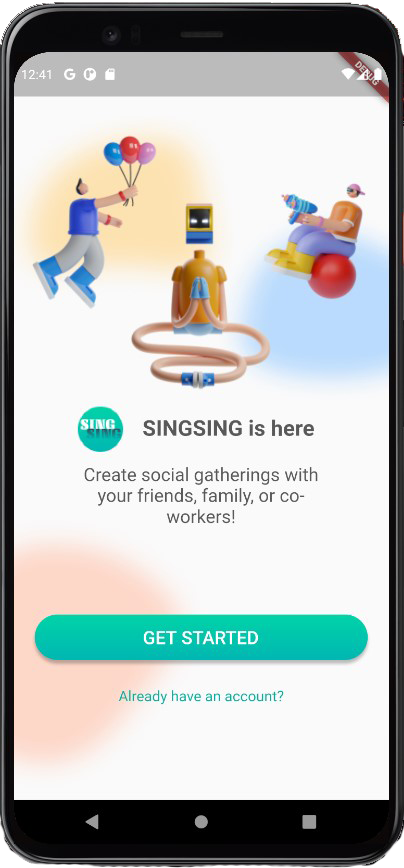 12:41
DEBUG
SING
SING
SINGSING is here
Create social gatherings with
your friends, family, or co-
workers!
GET STARTED
Already have an account?